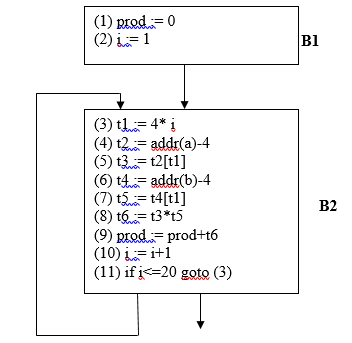 (1) prod := 0
(2) i := 1
B1
(3) t1 := 4* i
(4) t2 := addr(a)-4
(5) t3 := t2[t1]
(6) t4 := addr(b)-4
(7) t5 := t4[t1]
(8) t6 := t3*t5
(9) prod := prod+t6
(10) i := i+1
(11) if i<=20 goto (3)
B2